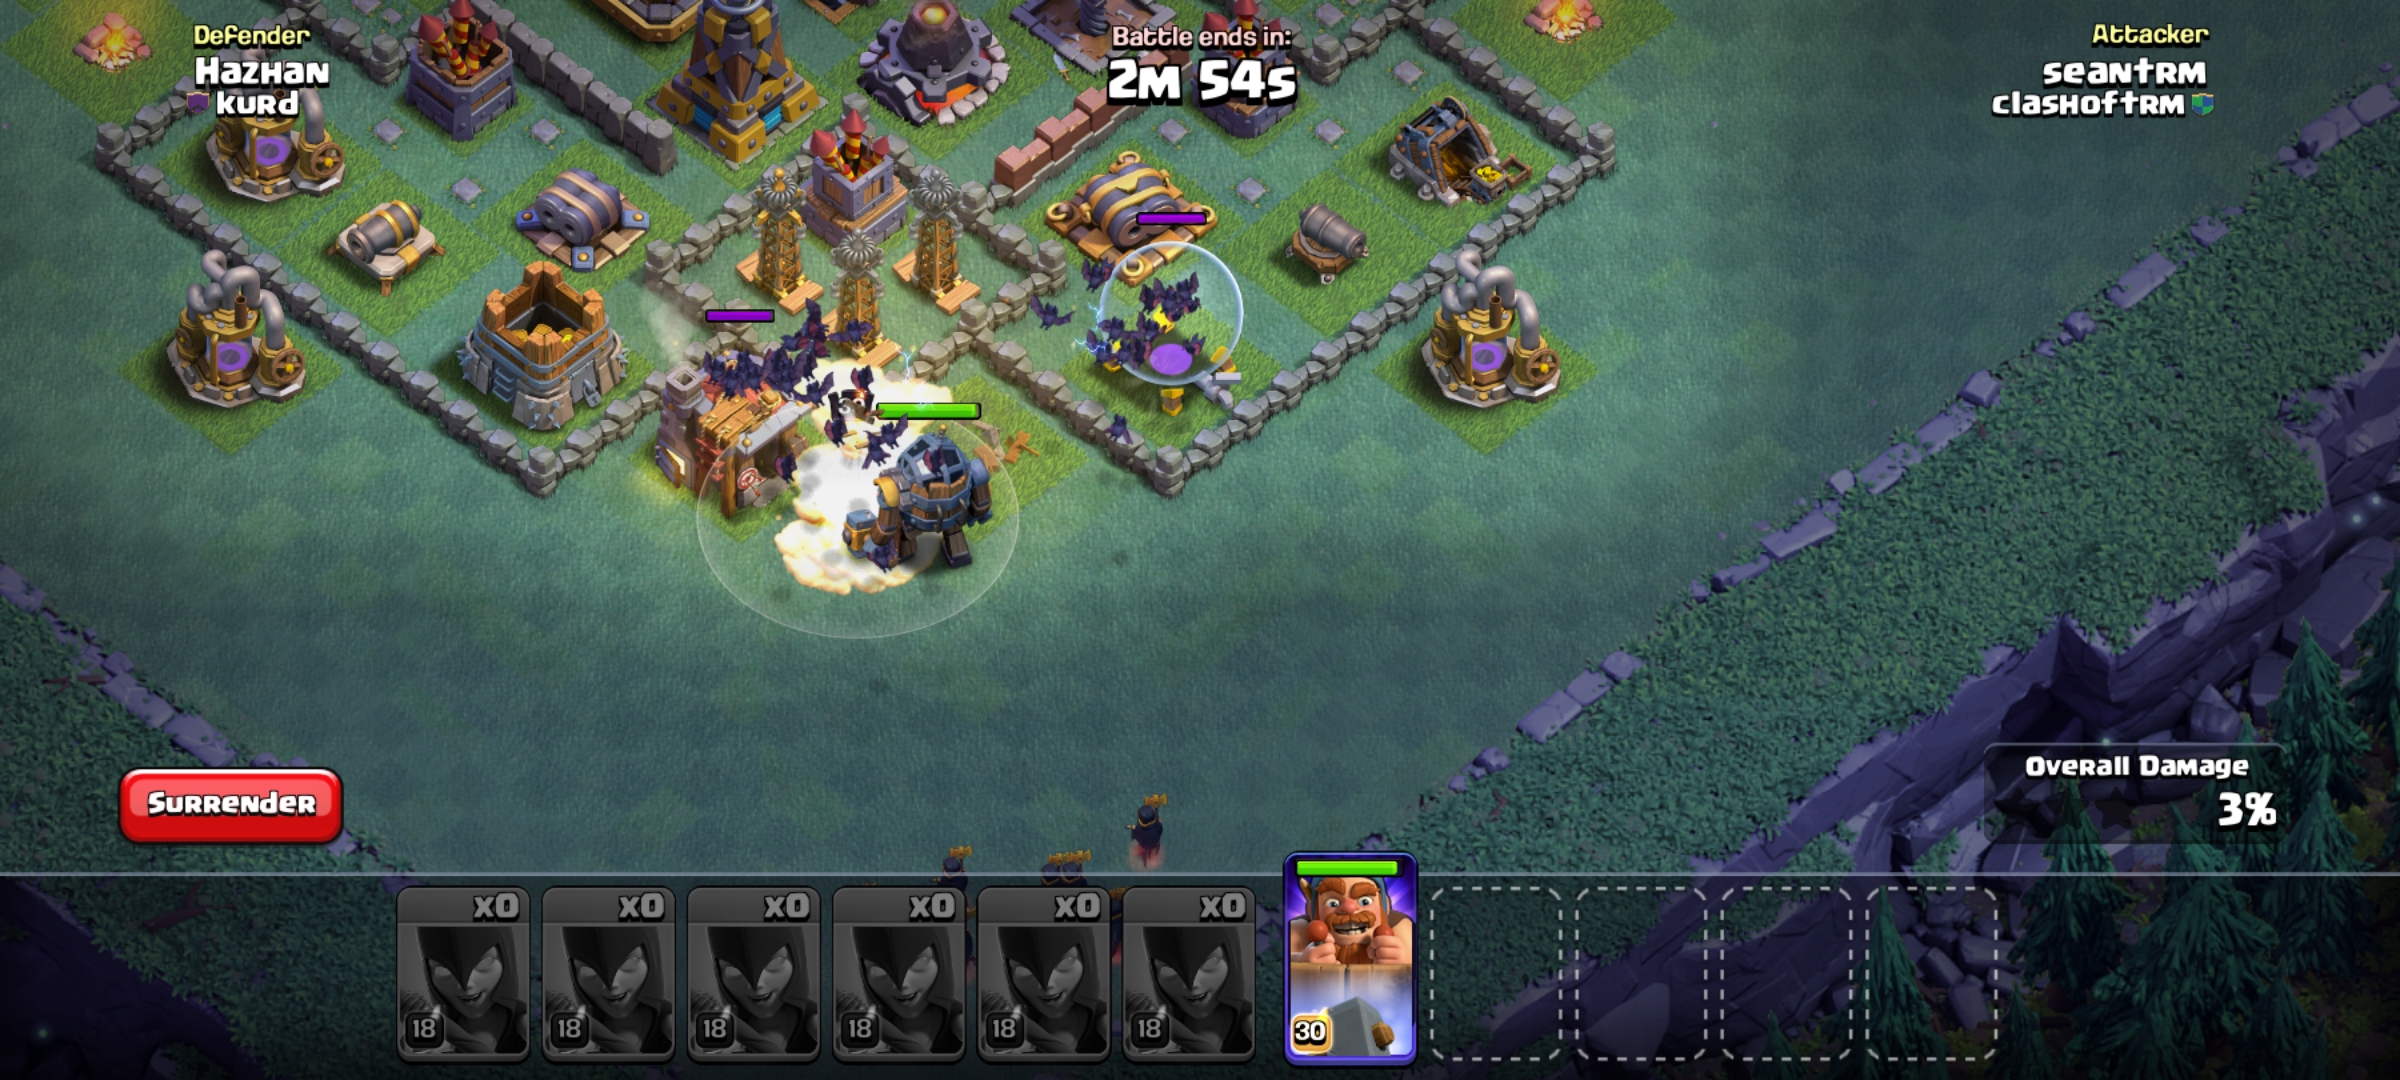 Defender
Hazhan
kurd
Battle ends in:
2M 54s
Attacker
seantrm
clashoftrm
Surrender
Overall Damage
3%
x0
x0
x0
x0
x0
x0
18
18
18
18
18
18
30